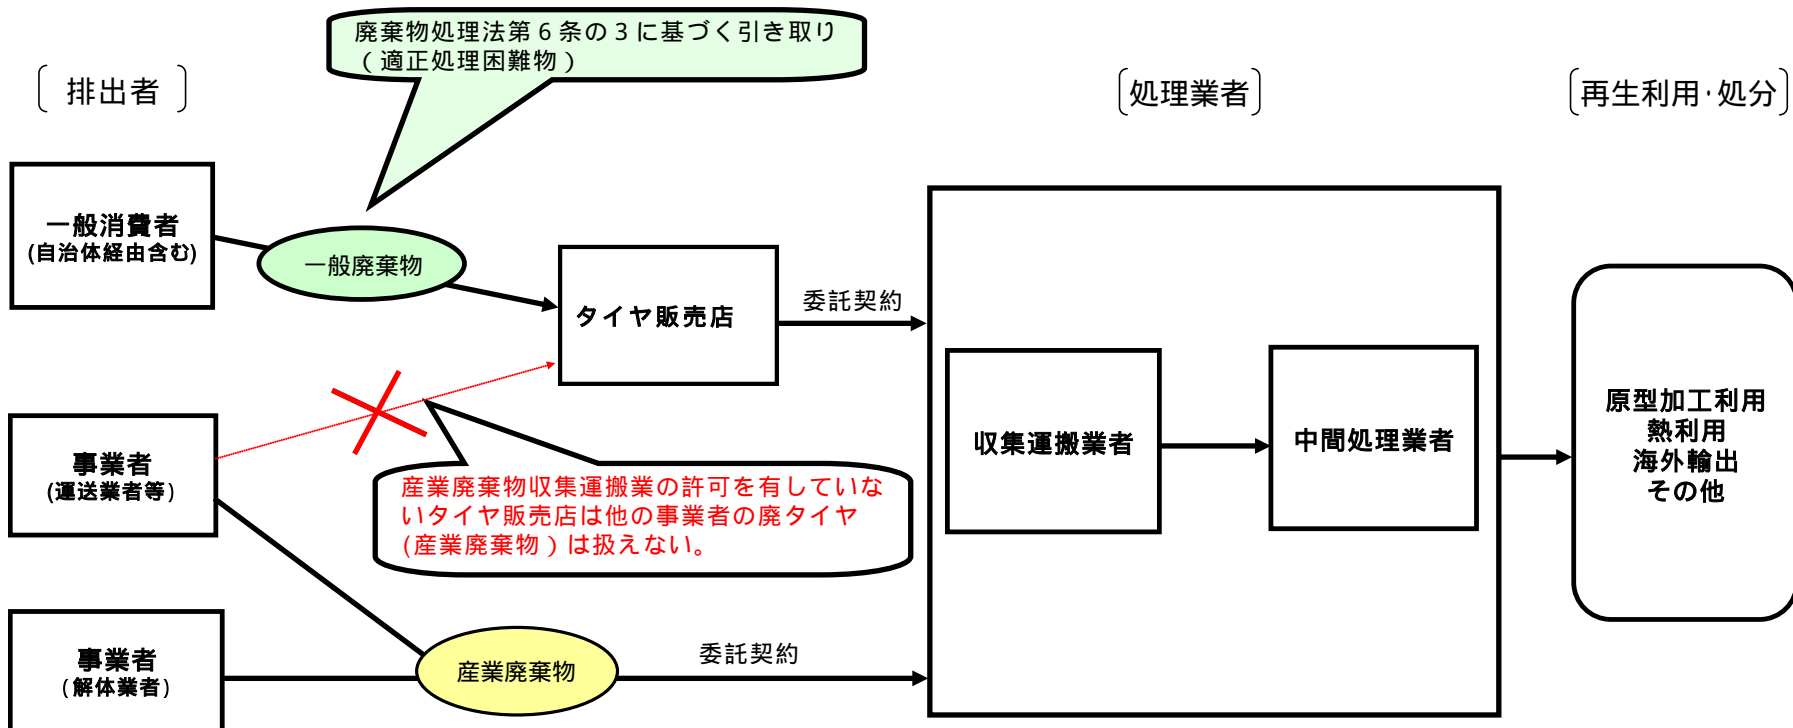 廃棄物処理法第６条の３に基づく引き取り
（適正処理困難物）
〔 排出者 〕
〔処理業者〕
〔再生利用･処分〕
一般消費者
(自治体経由含む)
一般廃棄物
タイヤ販売店
委託契約
事業者
(運送業者等)
産業廃棄物収集運搬業の許可を有していな
いタイヤ販売店は他の事業者の廃タイヤ
(産業廃棄物）は扱えない。
収集運搬業者
中間処理業者
原型加工利用
熱利用
海外輸出
その他
事業者
(解体業者)
産業廃棄物
委託契約